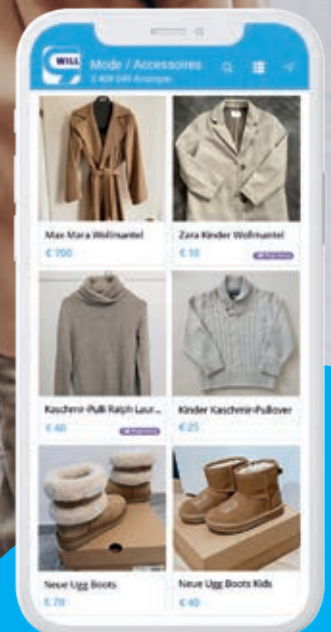 WILL
Mode / Accessoires
Anzeigen
Max Mara Wollmantel
Zara Kinder Wollmantel
€ 700
€ 10
Kaschmir-Pulli Ralph Laur...
Kinder Kaschmir-Pullover
€ 40
€ 25
Neue Ugg Boots
Neue Ugg Boots Kids
€ 70
€ 40